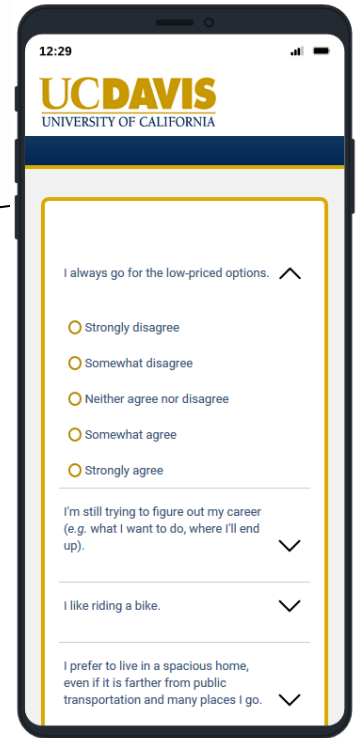 12:29
UCDAVIS
UNIVERSITY OF CALIFORNIA
I always go for the low-priced options.
Strongly disagree
Somewhat disagree
Neither agree nor disagree
Somewhat agree
Strongly agree
I'm still trying to figure out my career
(e.g. what I want to do, where I'll end
up).
I like riding a bike.
I prefer to live in a spacious home,
even if it is farther from public
transportation and many places I go.